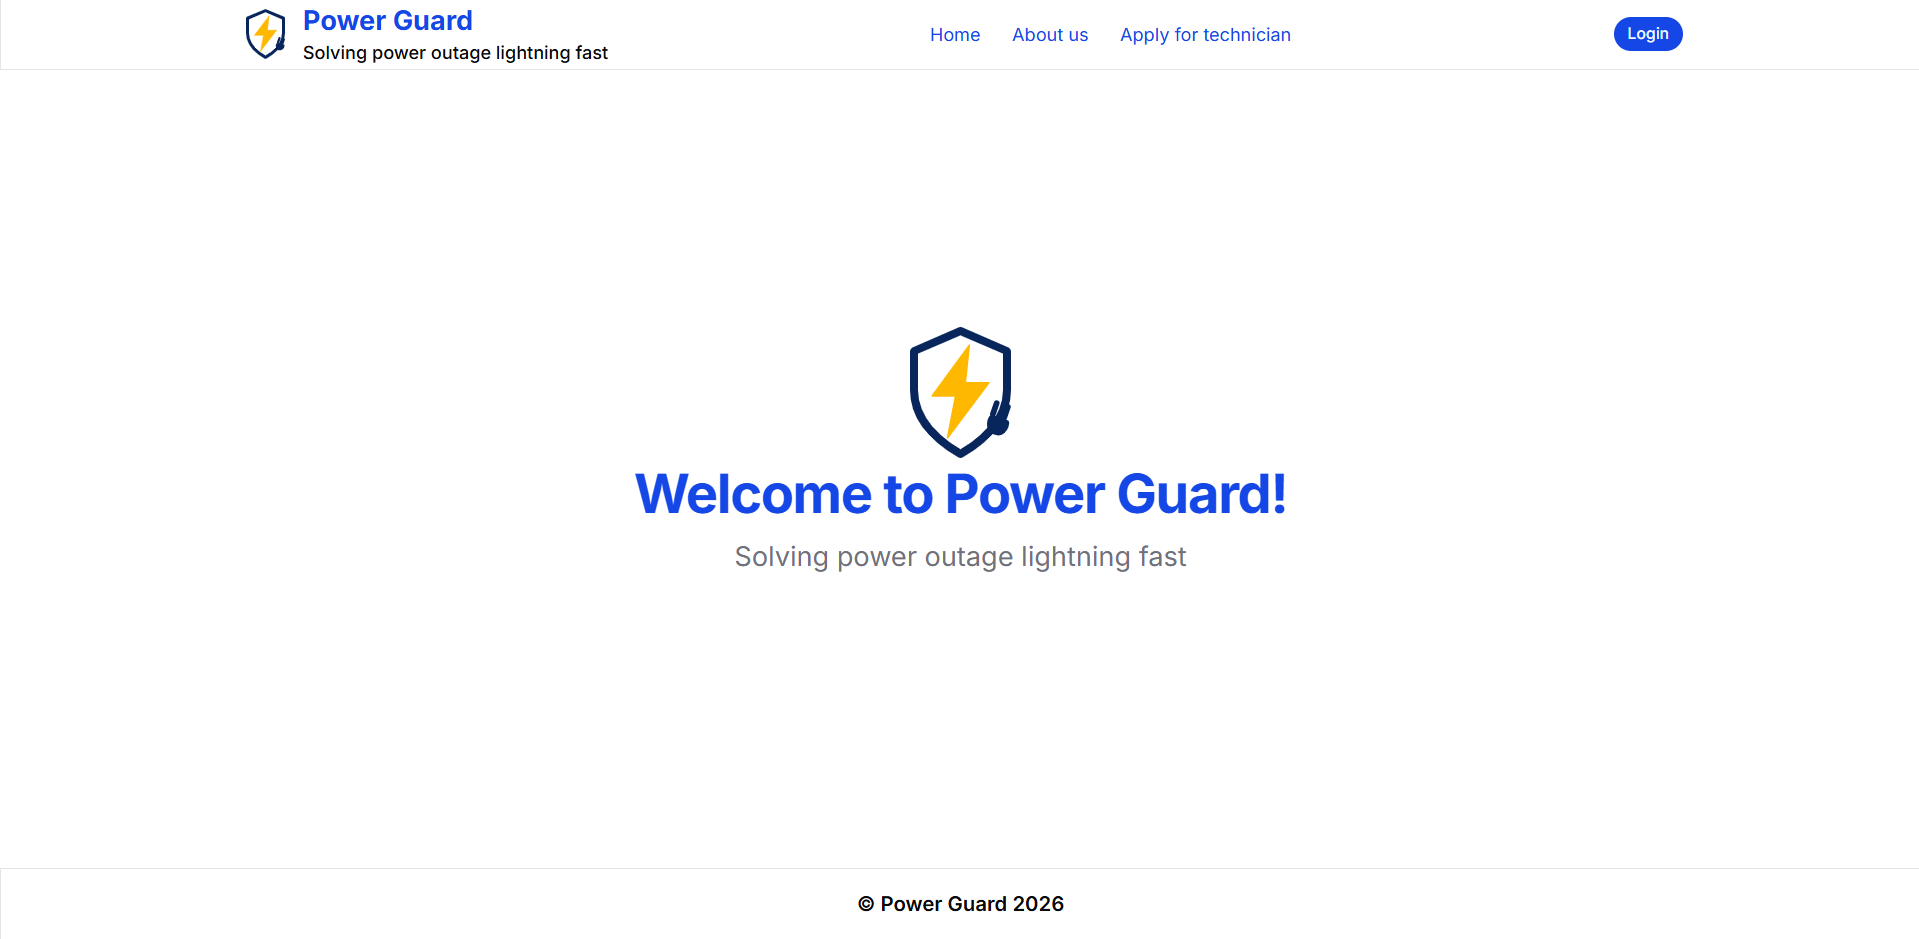 Power Guard
Solving power outage lightning fast
Home
About us
Apply for technician
Login
Welcome to Power Guard!
Solving power outage lightning fast
© Power Guard 2026